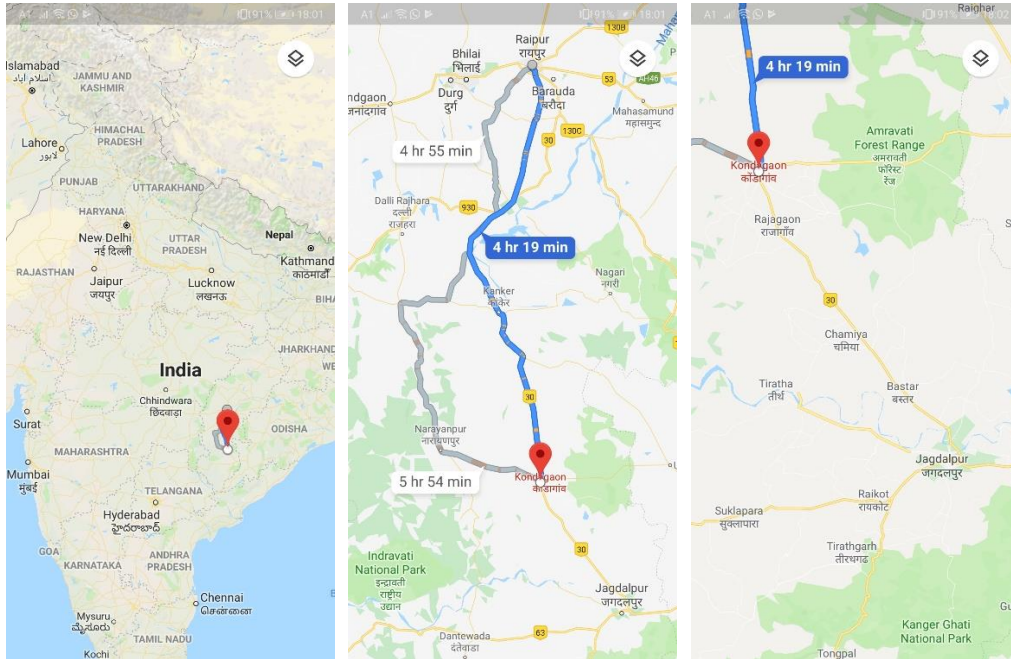 A1 91% 18:01
Islamabad
اسلام آباد
JAMMU AND
KASHMIR
HIMACHAL
PRADESH
Lahore
لاہور
PUNJAB
UTTARAKHAND
HARYANA
New Delhi
नई दिल्ली
UTTAR
PRADESH
Nepal
Kathmand
काठमाडौँ
RAJASTHAN
Jaipur
जयपुर
Lucknow
लखनऊ
BIHA
India
JHARKHAND
WE
Chhindwara
छिंदवाड़ा
Surat
ODISHA
MAHARASHTRA
Mumbai
मुंबई
TELANGANA
Hyderabad
హైదరాబాద్
GOA
ANDHRA
PRADESH
KARNATAKA
Chennai
சென்னை
Mysuru
ಮೈಸೂರು
TAMIL NADU
Kochi
A1 91% 18:01
130B
Mahan
Raipur
रायपुर
Bhilai
भिलाई
Durg
दुर्ग
53
AH46
ndgaon
जनांदगांव
Barauda
बरौदा
Mahasamund
महासमुन्द
30
130C
4 hr 55 min
Dalli Rajhara
दल्ली
राजहरा
930
4 hr 19 min
Nagari
नगरी
Kanker
कांकेर
30
Narayanpur
नारायणपुर
Kondagaon
कोंडागांव
5 hr 54 min
30
Indravati
National Park
इन्द्रावती
राष्ट्रीय
उद्यान
Jagdalpur
जगदलपुर
Dantewada
दंतेवाडा
63
A1 91% 18:02
Raighar
4 hr 19 min
Amravati
Forest Range
अमरावती
फॉरेस्ट
रेंज
Kondagaon
कोंडागांव
Rajagaon
राजागाँव
30
Chamiya
चमिया
Tiratha
तीर्थ
Bastar
बस्तर
Jagdalpur
जगदलपुर
Raikot
रायकोट
Suklapara
सुक्लापारा
Tirathgarh
तीरथगढ
Gu
Kanger Ghati
National Park
Tongpal